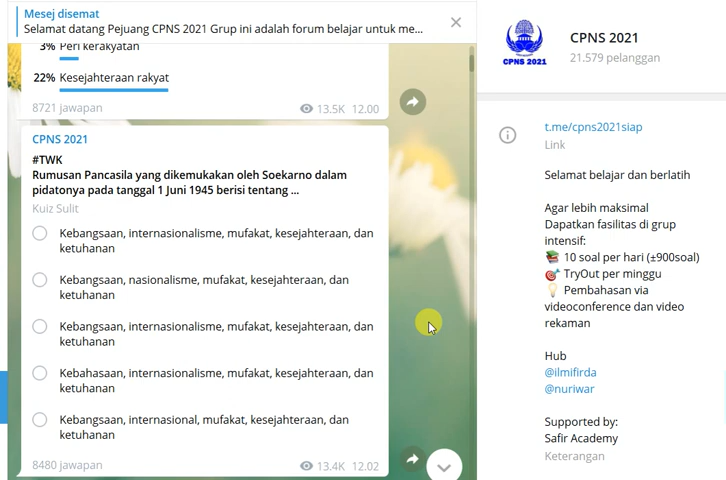 Mesej disemat
Selamat datang Pejuang CPNS 2021 Grup ini adalah forum belajar untuk me...
3% Peri kerakyatan
22% Kesejahteraan rakyat
8721 jawapan
13.5K 12.00
CPNS 2021
#TWK
Rumusan Pancasila yang dikemukakan oleh Soekarno dalam
pidatonya pada tanggal 1 Juni 1945 berisi tentang ...
Kuiz Sulit
Kebangsaan, internasionalisme, mufakat, kesejahteraan, dan
ketuhanan
Kebangsaan, nasionalisme, mufakat, kesejahteraan, dan
ketuhanan
Kebangsaan, internasionalisme, mufakat, kesejahteraan, dan
ketuhanan
Kebahasaan, internasionalisme, mufakat, kesejahteraan, dan
ketuhanan
Kebangsaan, internasional, mufakat, kesejahteraan, dan
ketuhanan
8480 jawapan
13.4K 12.02
CPNS 2021
CPNS 2021
21.579 pelanggan
t.me/cpns2021siap
Link
Selamat belajar dan berlatih
Agar lebih maksimal
Dapatkan fasilitas di grup
intensif:
10 soal per hari (±900soal)
TryOut per minggu
Pembahasan via
videoconference dan video
rekaman
Hub
@ilmifirda
@nuriwar
Supported by:
Safir Academy
Keterangan